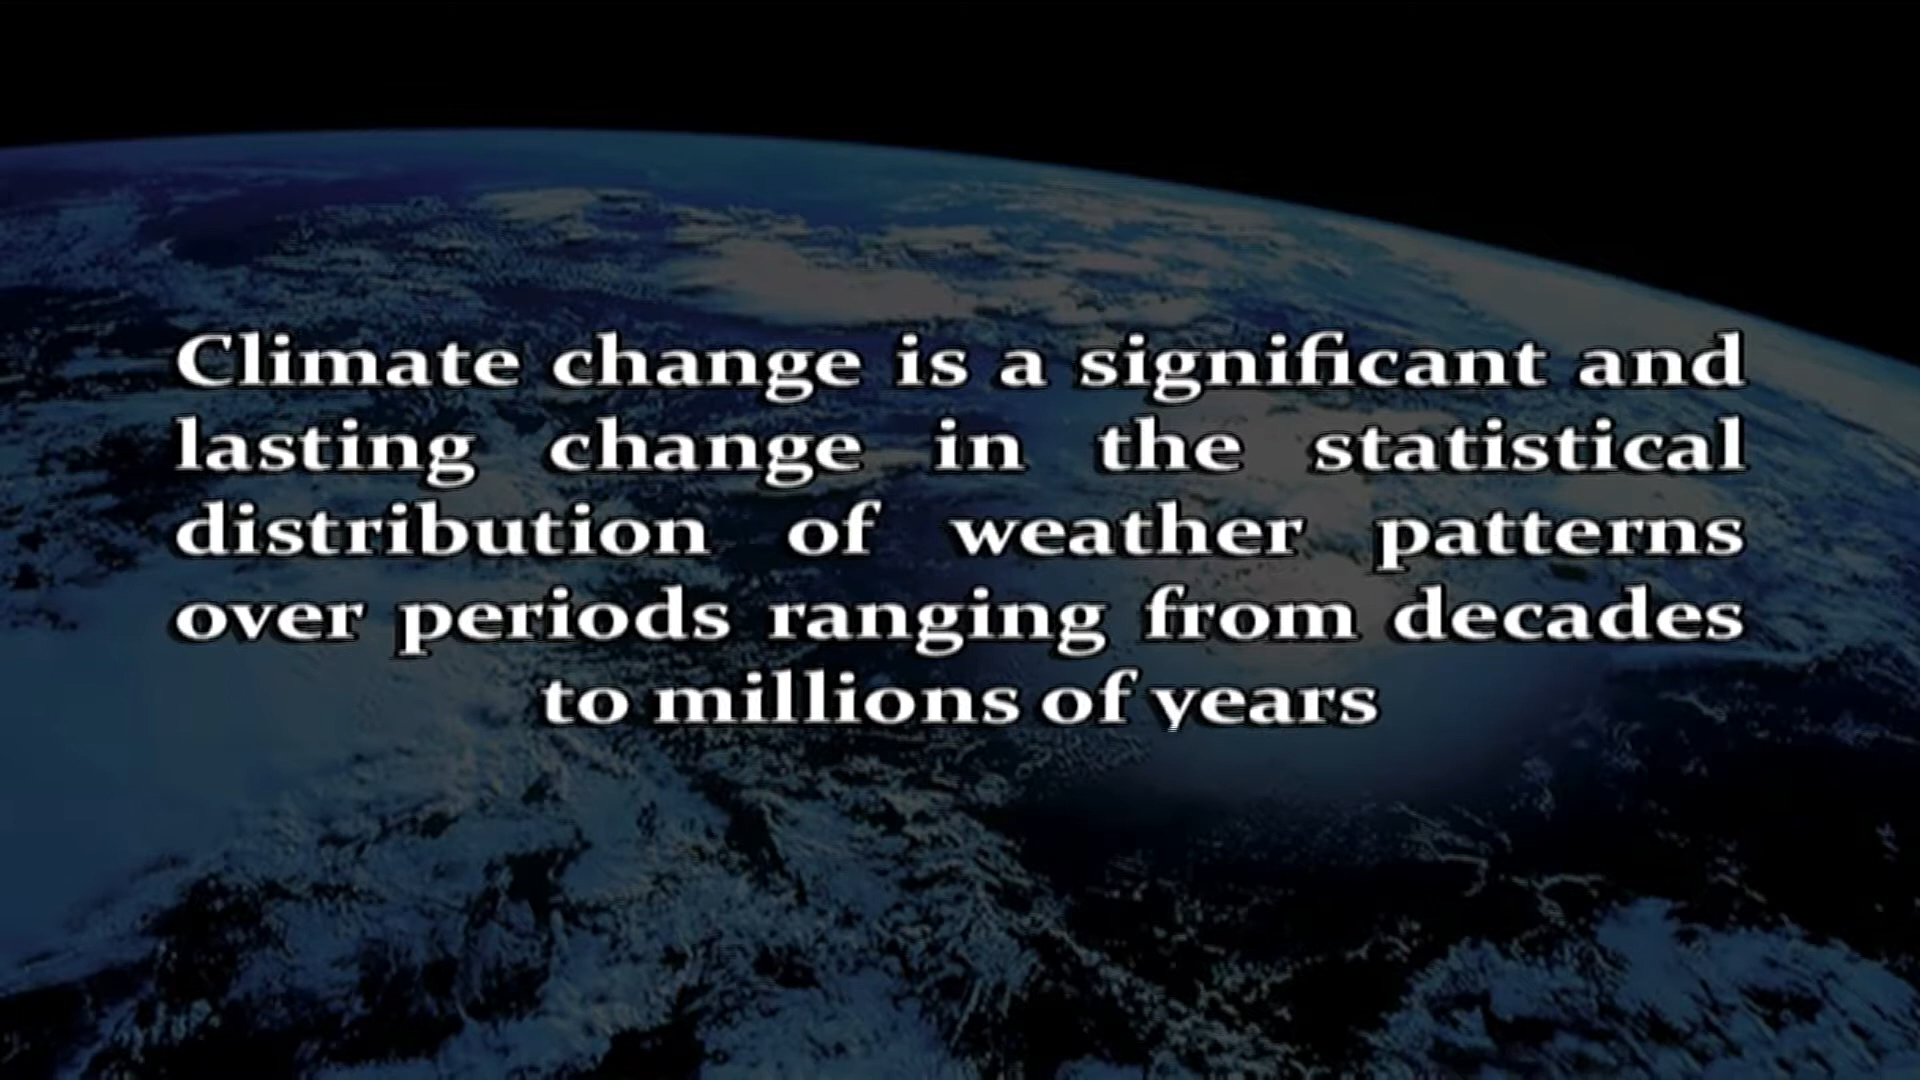 Climate change is a significant and
lasting change in the statistical
distribution of weather patterns
over periods ranging from decades
to millions of years